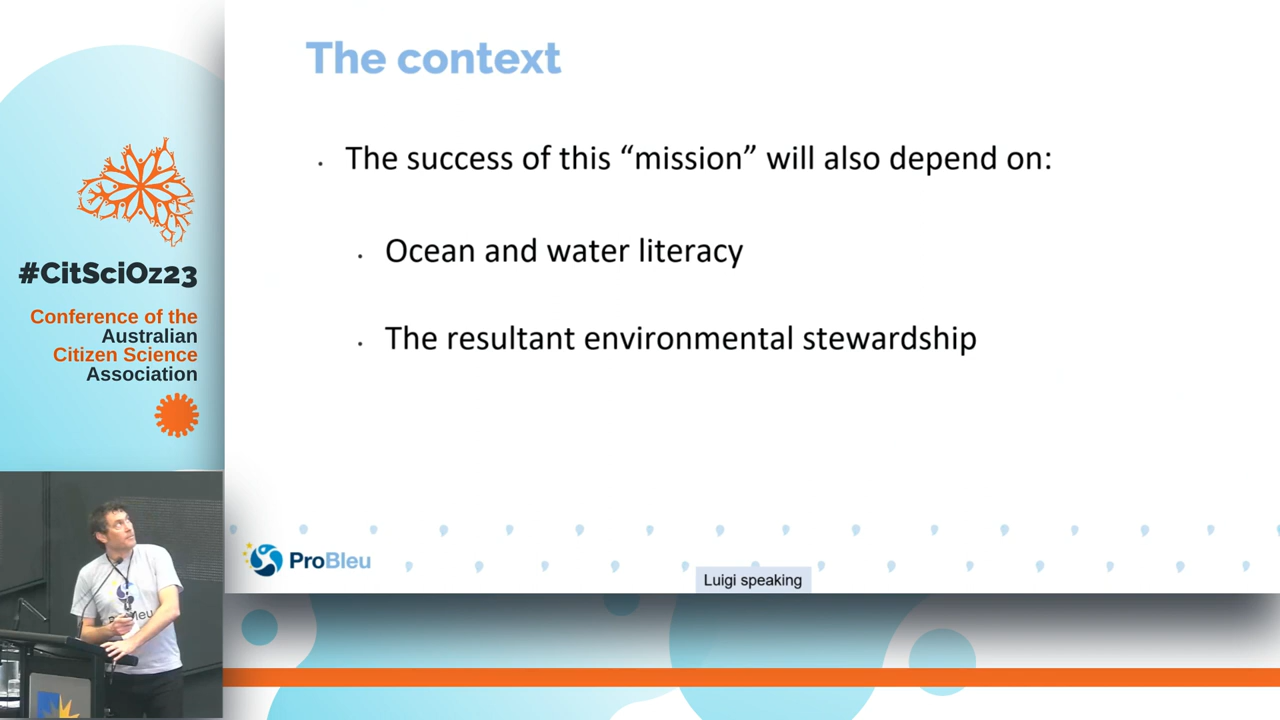 The context
The success of this “mission” will also depend on:
Ocean and water literacy
The resultant environmental stewardship
#CitSciOz23
Conference of the
Australian
Citizen Science
Association
ProBleu
Luigi speaking